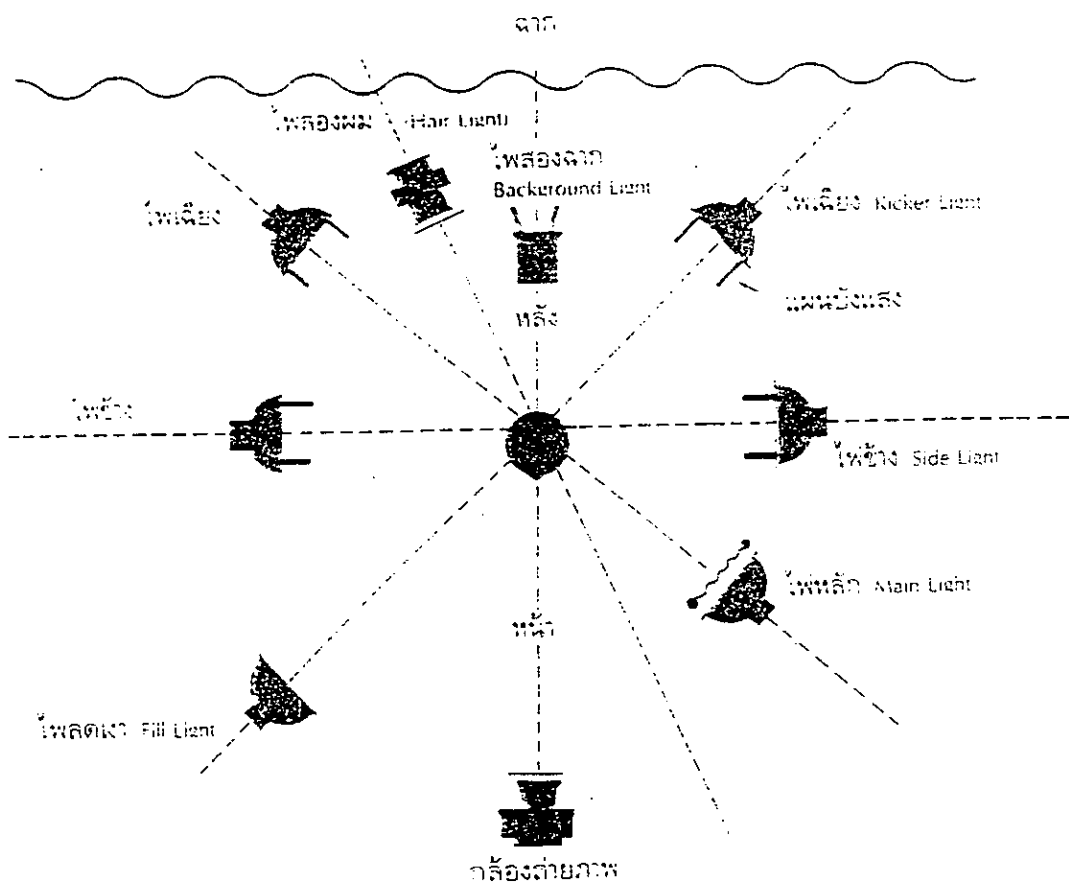 ฉาก
ไฟส่องผม (Hair Light)
ไฟส่องฉาก
Background Light
ไฟเฉียง
ไฟเฉียง Kicker Light
แผ่นบังแสง
หลัง
ไฟข้าง
ไฟข้าง Side Light
ไฟหลัก Main Light
หน้า
ไฟลดเงา Fill Light
กล้องถ่ายภาพ